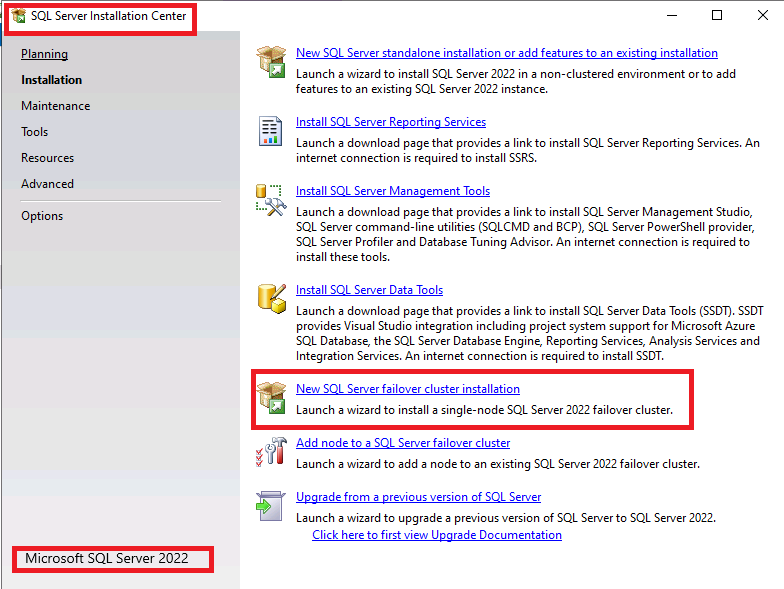 SQL Server Installation Center
Planning
Installation
Maintenance
Tools
Resources
Advanced
Options
Microsoft SQL Server 2022
New SQL Server standalone installation or add features to an existing installation
Launch a wizard to install SQL Server 2022 in a non-clustered environment or to add
features to an existing SQL Server 2022 instance.
Install SQL Server Reporting Services
Launch a download page that provides a link to install SQL Server Reporting Services. An
internet connection is required to install SSRS.
Install SQL Server Management Tools
Launch a download page that provides a link to install SQL Server Management Studio,
SQL Server command-line utilities (SQLCMD and BCP), SQL Server PowerShell provider,
SQL Server Profiler and Database Tuning Advisor. An internet connection is required to
install these tools.
Install SQL Server Data Tools
Launch a download page that provides a link to install SQL Server Data Tools (SSDT). SSDT
provides Visual Studio integration including project system support for Microsoft Azure
SQL Database, the SQL Server Database Engine, Reporting Services, Analysis Services and
Integration Services. An internet connection is required to install SSDT.
New SQL Server failover cluster installation
Launch a wizard to install a single-node SQL Server 2022 failover cluster.
Add node to a SQL Server failover cluster
Launch a wizard to add a node to an existing SQL Server 2022 failover cluster.
Upgrade from a previous version of SQL Server
Launch a wizard to upgrade a previous version of SQL Server to SQL Server 2022.
Click here to first view Upgrade Documentation